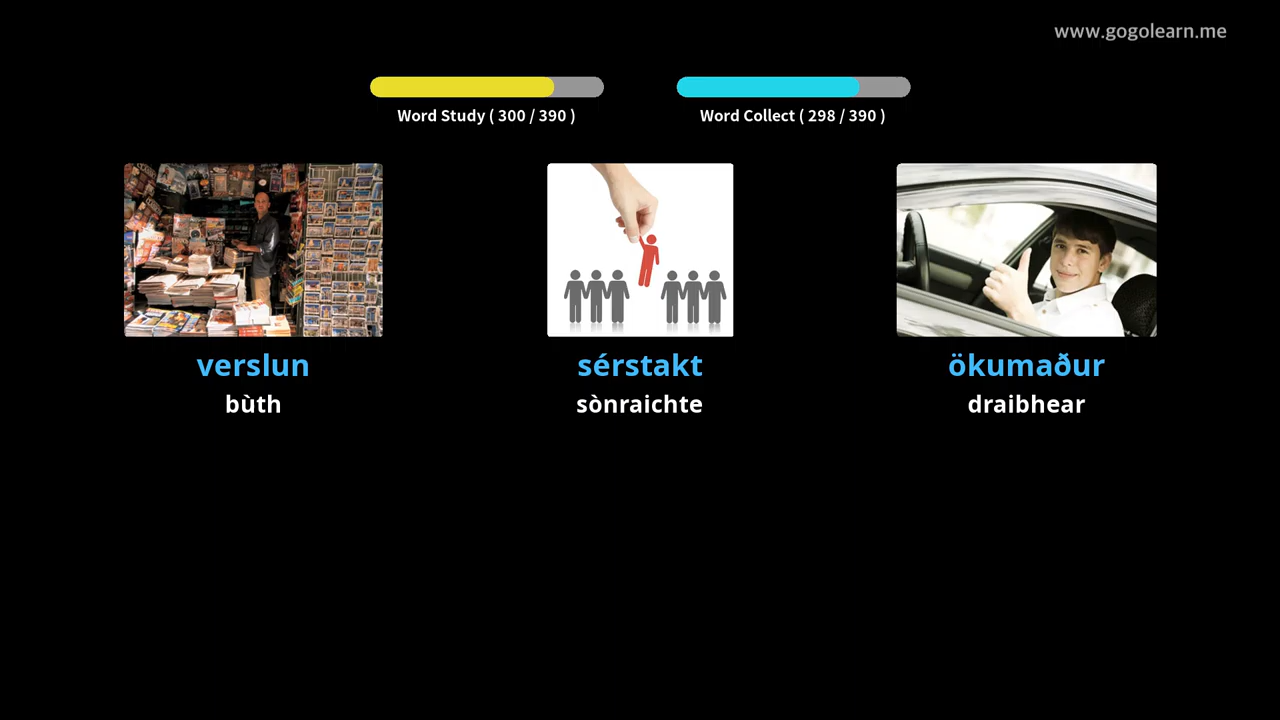 www.gogolearn.me
Word Study ( 300 / 390 )
Word Collect ( 298 / 390 )
verslun
sérstakt
ökumaður
bùth
sònraichte
draibhear